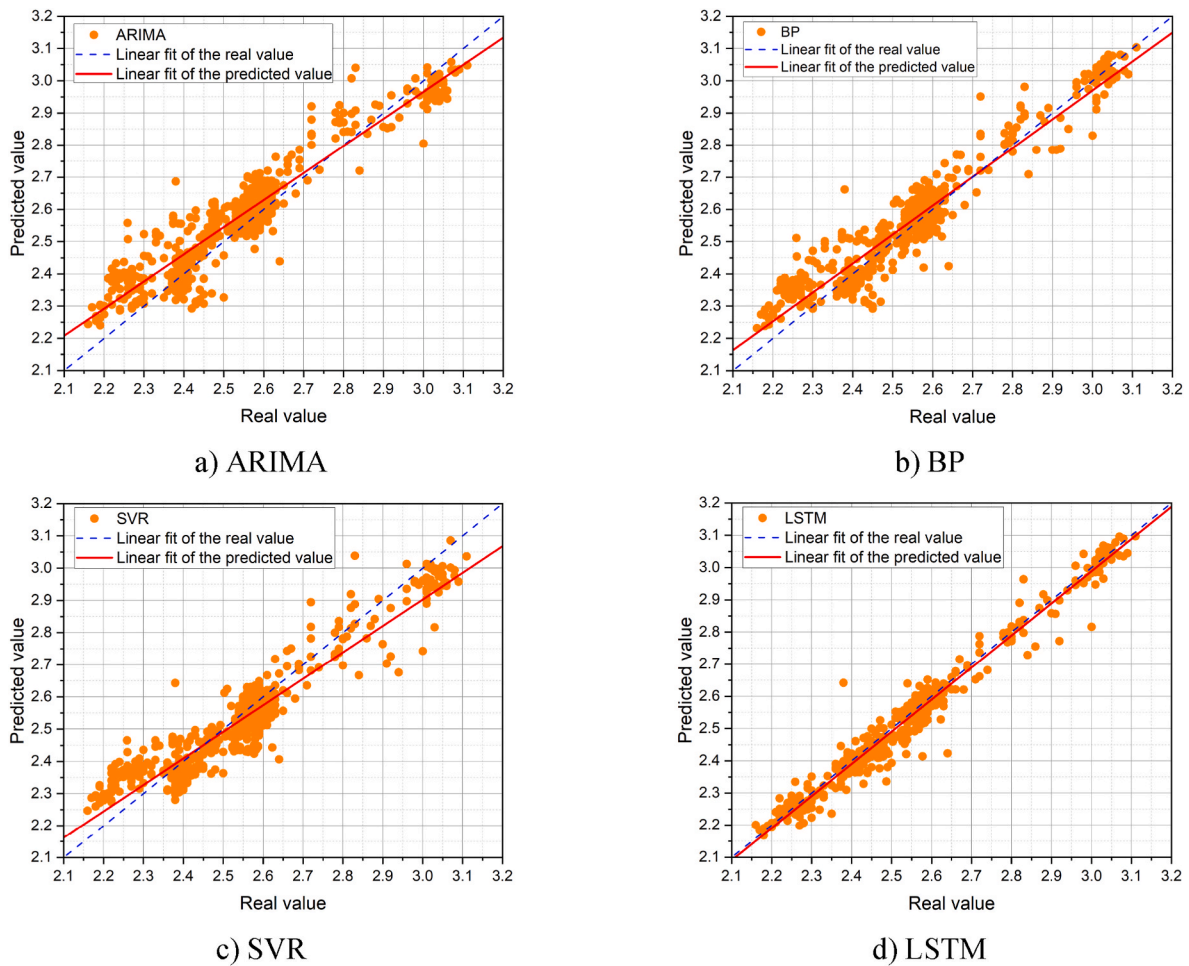 3.2
3.1
3.0
2.9
2.8
2.7
2.6
2.5
2.4
2.3
2.2
2.1
Predicted value
ARIMA
Linear fit of the real value
Linear fit of the predicted value
2.1 2.2 2.3 2.4 2.5 2.6 2.7 2.8 2.9 3.0 3.1 3.2
Real value
a) ARIMA
3.2
3.1
3.0
2.9
2.8
2.7
2.6
2.5
2.4
2.3
2.2
2.1
Predicted value
BP
Linear fit of the real value
Linear fit of the predicted value
2.1 2.2 2.3 2.4 2.5 2.6 2.7 2.8 2.9 3.0 3.1 3.2
Real value
b) BP
3.2
3.1
3.0
2.9
2.8
2.7
2.6
2.5
2.4
2.3
2.2
2.1
Predicted value
SVR
Linear fit of the real value
Linear fit of the predicted value
2.1 2.2 2.3 2.4 2.5 2.6 2.7 2.8 2.9 3.0 3.1 3.2
Real value
c) SVR
3.2
3.1
3.0
2.9
2.8
2.7
2.6
2.5
2.4
2.3
2.2
2.1
Predicted value
LSTM
Linear fit of the real value
Linear fit of the predicted value
2.1 2.2 2.3 2.4 2.5 2.6 2.7 2.8 2.9 3.0 3.1 3.2
Real value
d) LSTM